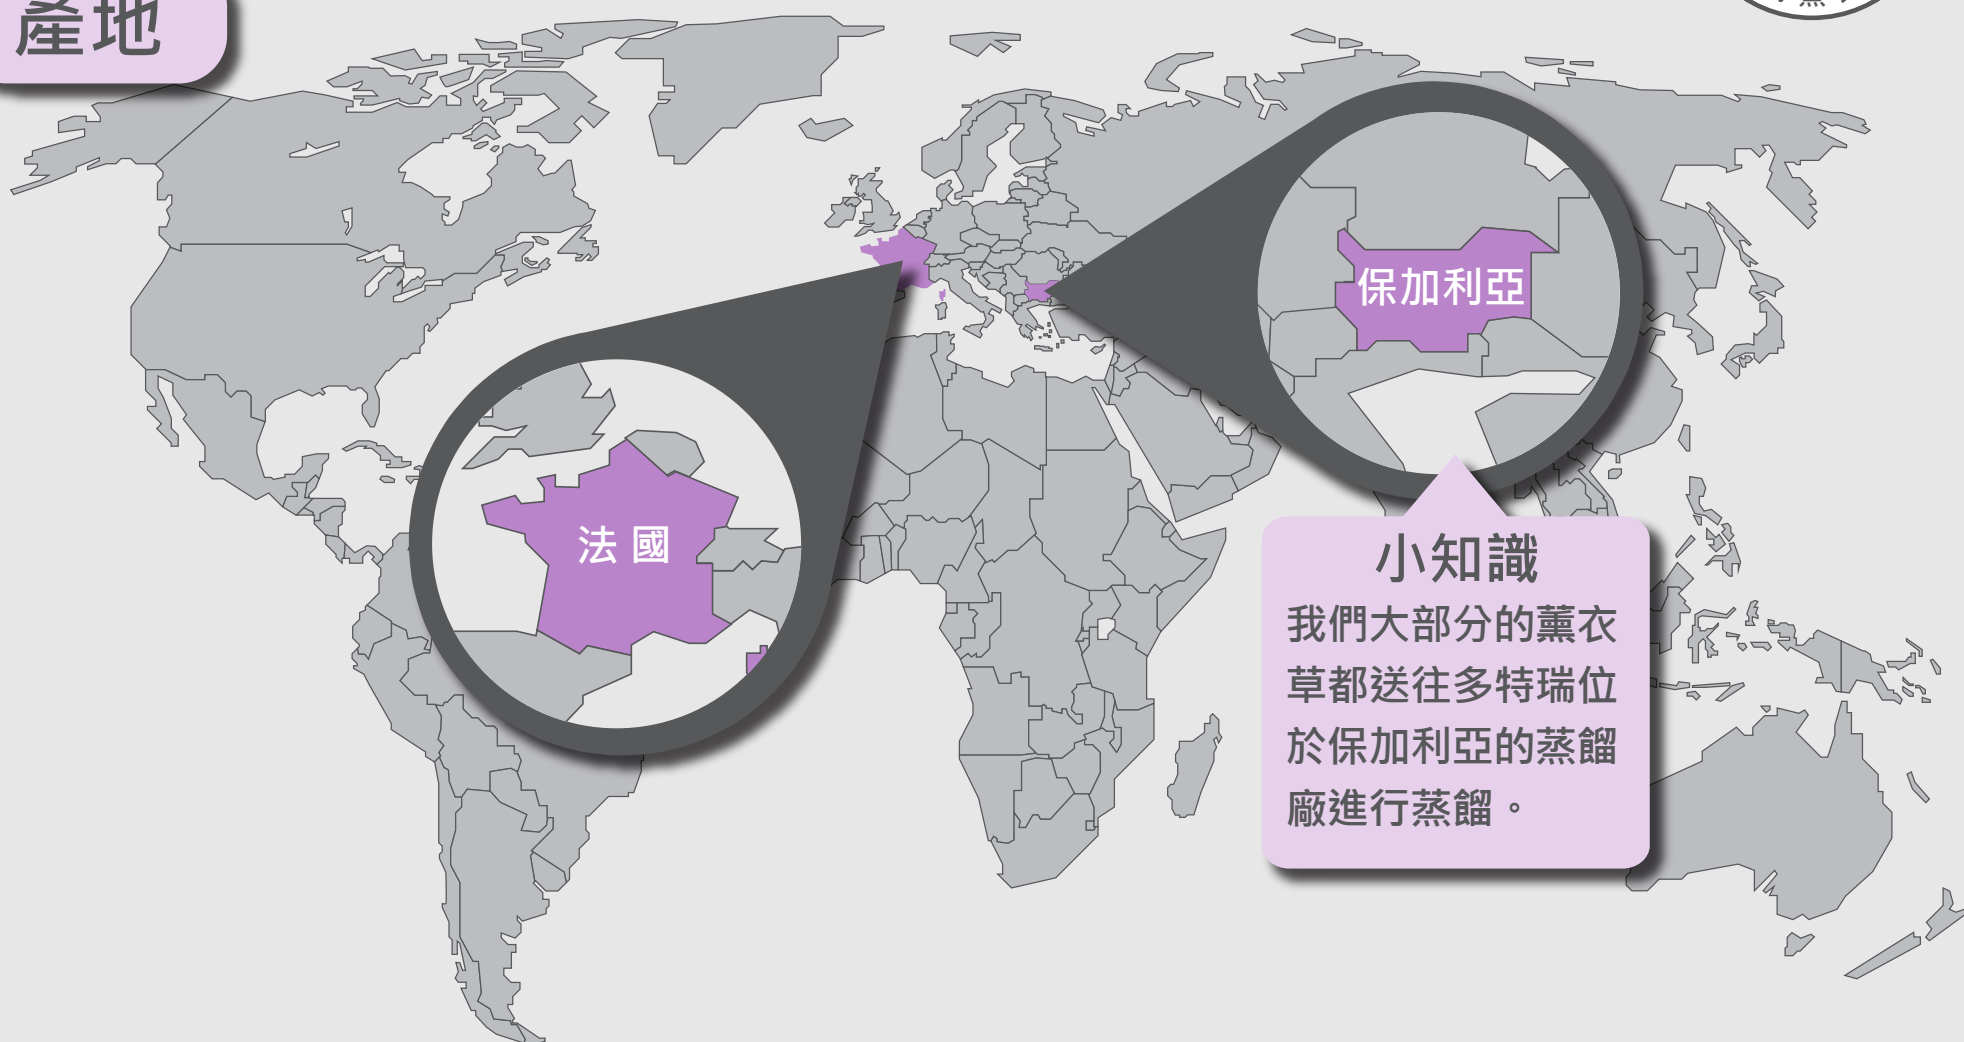 產地
保加利亞
法國
小知識
我們大部分的薰衣
草都送往多特瑞位
於保加利亞的蒸餾
廠進行蒸餾。